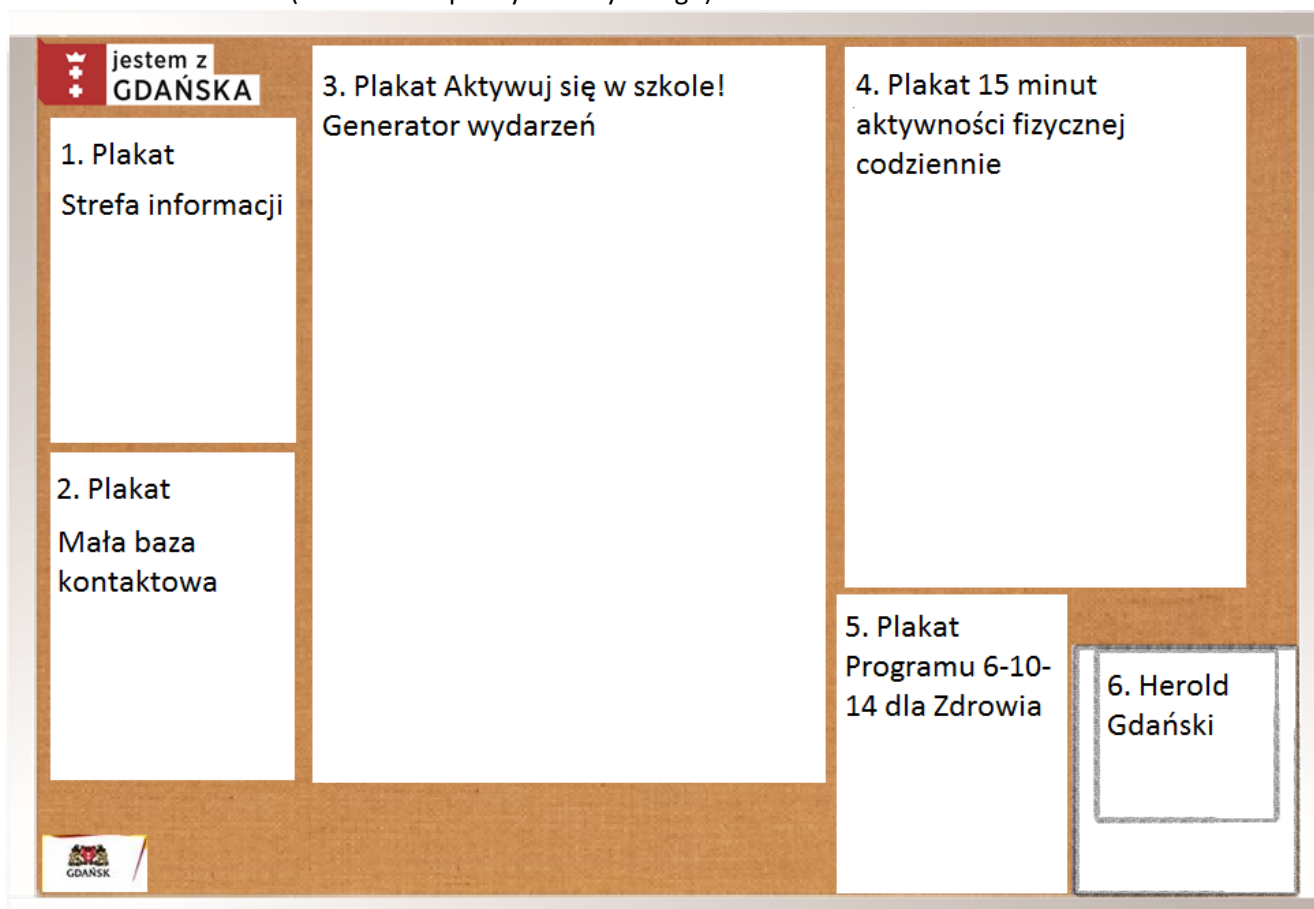 jestem z
GDAŃSKA
1. Plakat
Strefa informacji
2. Plakat
Mała baza
kontaktowa
3. Plakat Aktywuj się w szkole!
Generator wydarzeń
4. Plakat 15 minut
aktywności fizycznej
codziennie
5. Plakat
Programu 6-10-
14 dla Zdrowia
6. Herold
Gdański
GDAŃSK